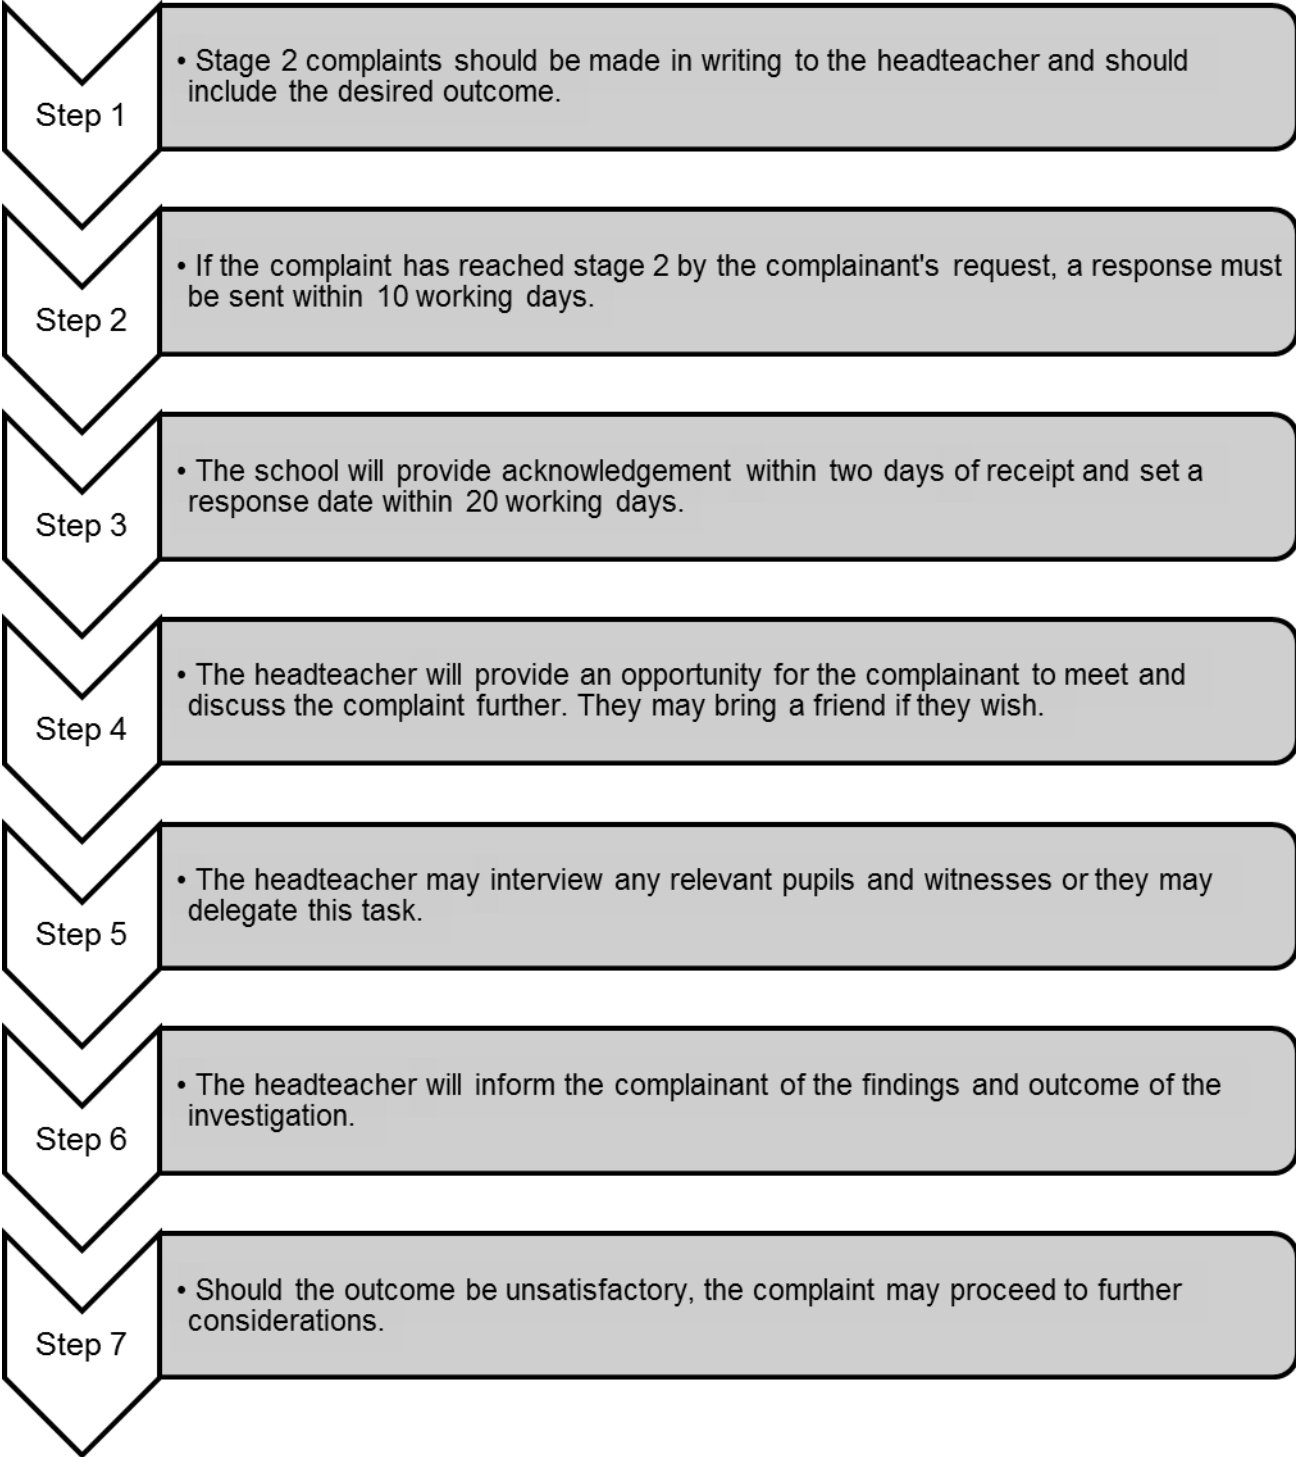 Step 1
• Stage 2 complaints should be made in writing to the headteacher and should
include the desired outcome.
Step 2
• If the complaint has reached stage 2 by the complainant's request, a response must
be sent within 10 working days.
Step 3
• The school will provide acknowledgement within two days of receipt and set a
response date within 20 working days.
Step 4
• The headteacher will provide an opportunity for the complainant to meet and
discuss the complaint further. They may bring a friend if they wish.
Step 5
• The headteacher may interview any relevant pupils and witnesses or they may
delegate this task.
Step 6
• The headteacher will inform the complainant of the findings and outcome of the
investigation.
Step 7
• Should the outcome be unsatisfactory, the complaint may proceed to further
considerations.